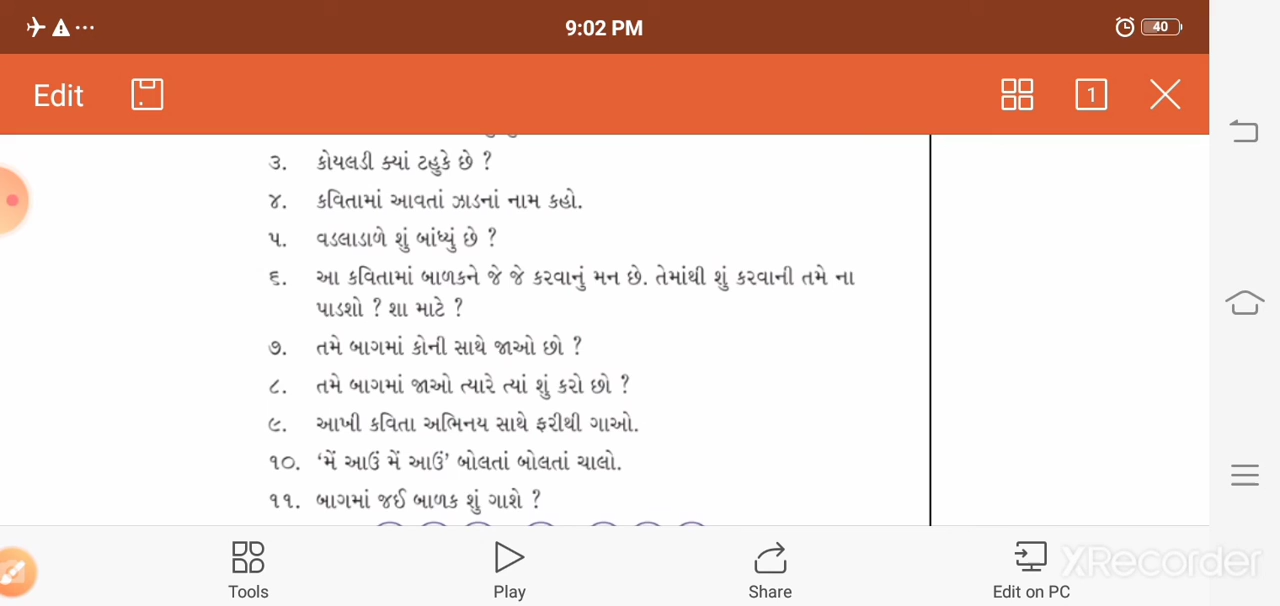 9:02 PM
40
Edit
1
૩. કોયલડી ક્યાં ટહુકે છે ?
૪. કવિતામાં આવતાં ઝાડનાં નામ કહો.
૫. વડલાડાળે શું બાંધ્યું છે ?
૬. આ કવિતામાં બાળકને જે જે કરવાનું મન છે. તેમાંથી શું કરવાની તમે ના
પાડશો ? શા માટે ?
૭. તમે બાગમાં કોની સાથે જાઓ છો ?
૮. તમે બાગમાં જાઓ ત્યારે ત્યાં શું કરો છો ?
૯. આખી કવિતા અભિનય સાથે ફરીથી ગાઓ.
૧૦. ‘મેં આઉં મેં આઉં’ બોલતાં બોલતાં ચાલો.
૧૧. બાગમાં જઈ બાળક શું ગાશે ?
Tools
Play
Share
Edit on PC
XRecorder